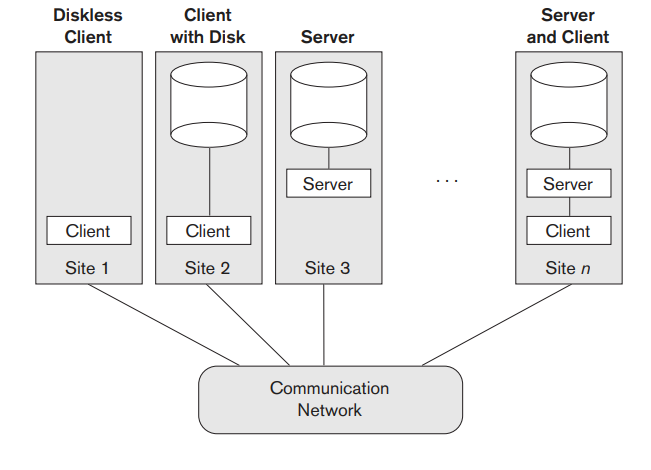 Diskless
Client
Client
with Disk
Server
Server
and Client
Server
. . .
Server
Client
Client
Client
Site 1
Site 2
Site 3
Site n
Communication
Network